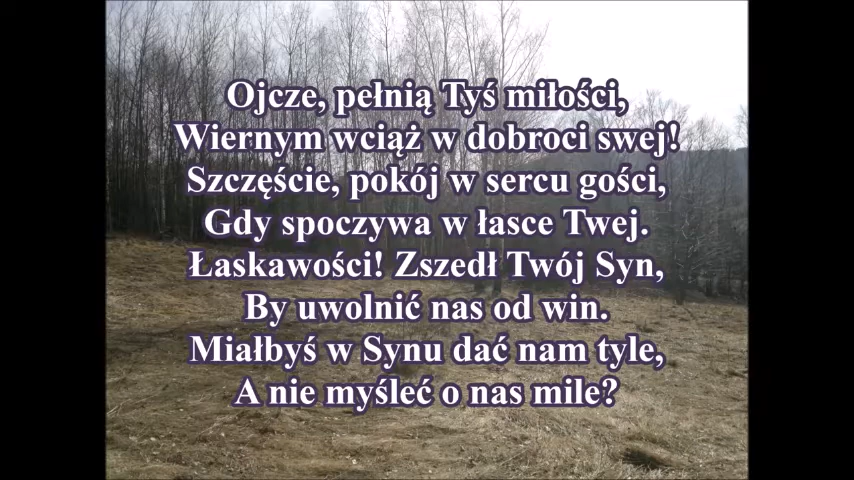 Ojcze, pełnią Tyś miłości,
Wiernym wciąż w dobroci swej!
Szczęście, pokój w sercu gości,
Gdy spoczywa w łasce Twej.
Łaskawości! Zszedł Twój Syn,
By uwolnić nas od win.
Miałbyś w Synu dać nam tyle,
A nie myśleć o nas mile?